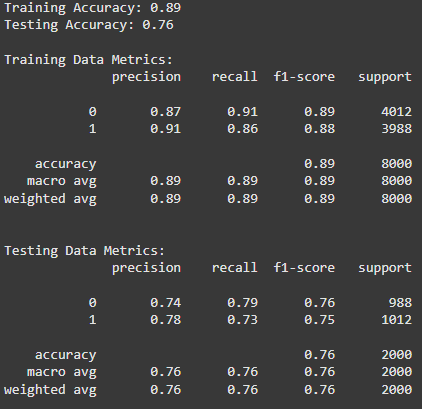 Training Accuracy: 0.89
Testing Accuracy: 0.76
Training Data Metrics:
precision recall f1-score support
0 0.87 0.91 0.89 4012
1 0.91 0.86 0.88 3988
accuracy 0.89 8000
macro avg 0.89 0.89 0.89 8000
weighted avg 0.89 0.89 0.89 8000
Testing Data Metrics:
precision recall f1-score support
0 0.74 0.79 0.76 988
1 0.78 0.73 0.75 1012
accuracy 0.76 2000
macro avg 0.76 0.76 0.76 2000
weighted avg 0.76 0.76 0.76 2000